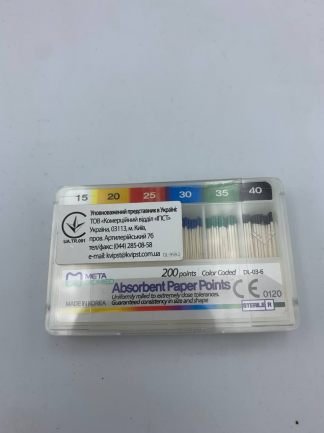 15 20 25 30 35 40
Уповноважений представник в Україні:
ТОВ «Комерційний відділ «ІПіСТ»
Україна, 03113, м. Київ,
пров. Артилерійський 7б
тел/факс: (044) 285-08-58
e-mail: kvipst@kvipst.com.ua
UA.TR.001
META
200 points Color Coded DL-03-6
Absorbent Paper Points
MADE IN KOREA
Uniformly rolled to extremely close tolerances.
Guaranteed consistency in size and shape
CE 0120
STERILE R